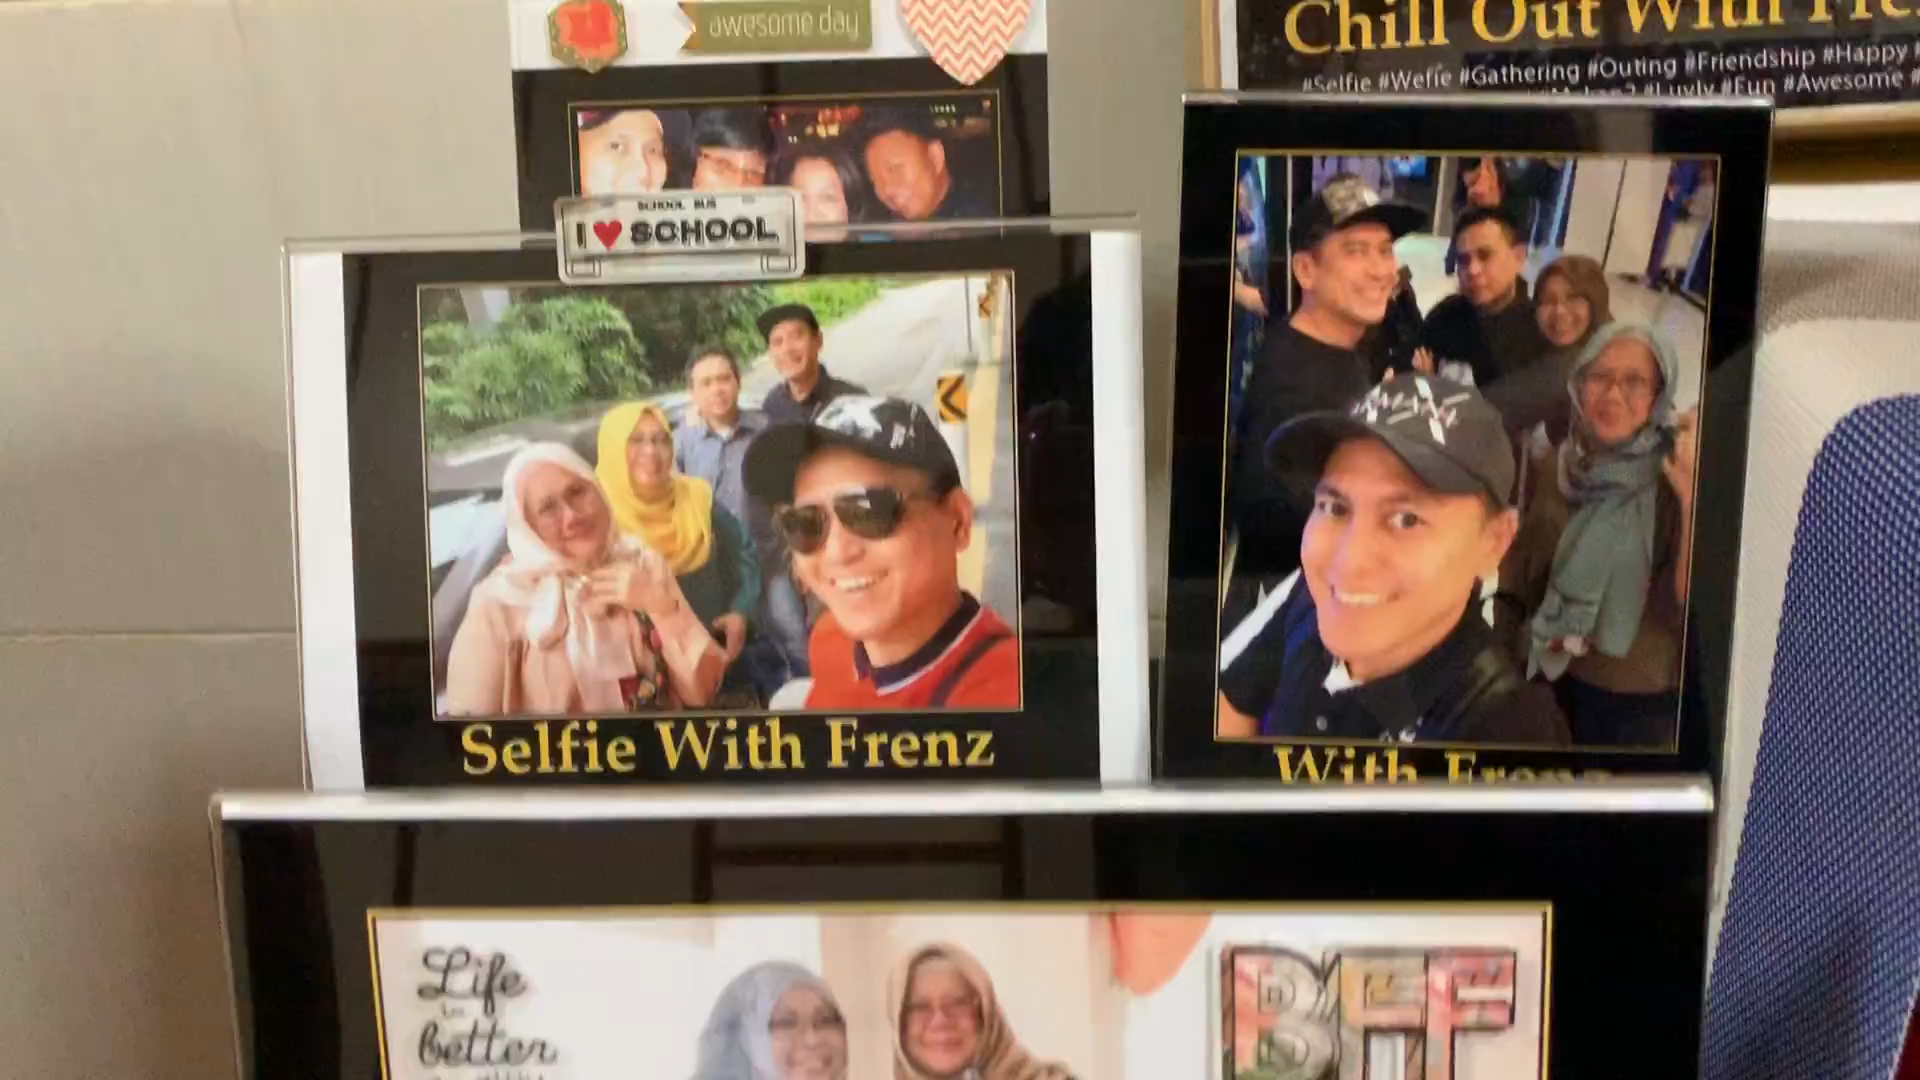 awesome day
Chill Out With Fre
#Selfie #Wefie #Gathering #Outing #Friendship #Happy
#Luvly #Fun #Awesome
SCHOOL BUS
I ♥ SCHOOL
Selfie With Frenz
With Frenz
Life
better
BFF